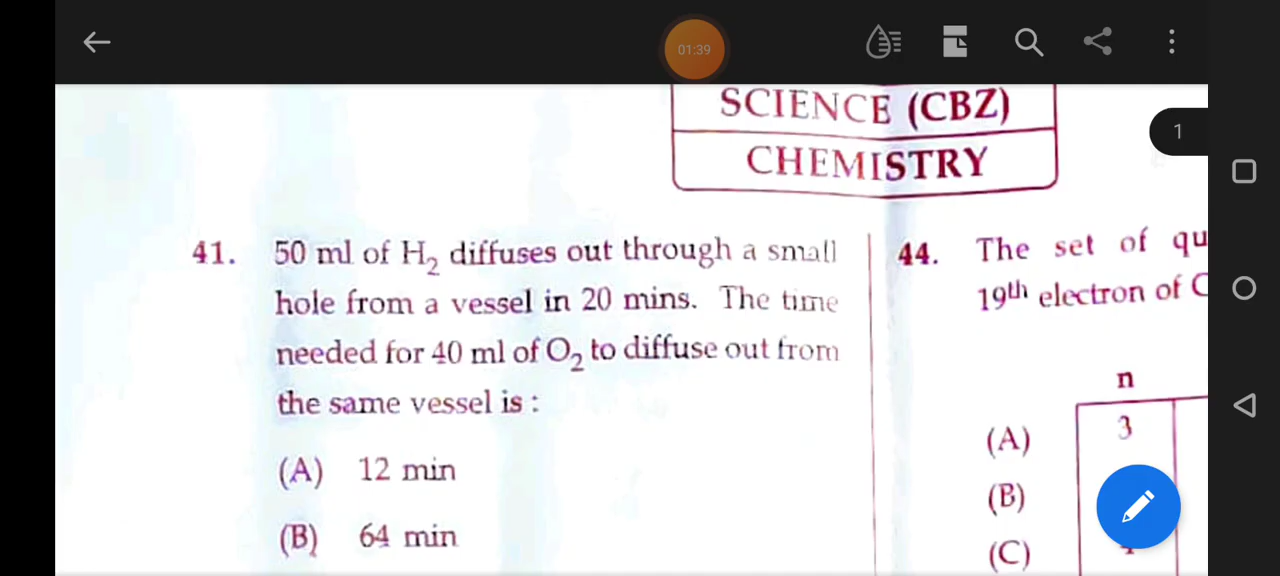 01:39
SCIENCE (CBZ)
CHEMISTRY
1
41. 50 ml of H₂ diffuses out through a small
hole from a vessel in 20 mins. The time
needed for 40 ml of O₂ to diffuse out from
the same vessel is :
(A) 12 min
(B) 64 min
44. The set of qu
19th electron of C
n
(A) 3
(B)
(C)